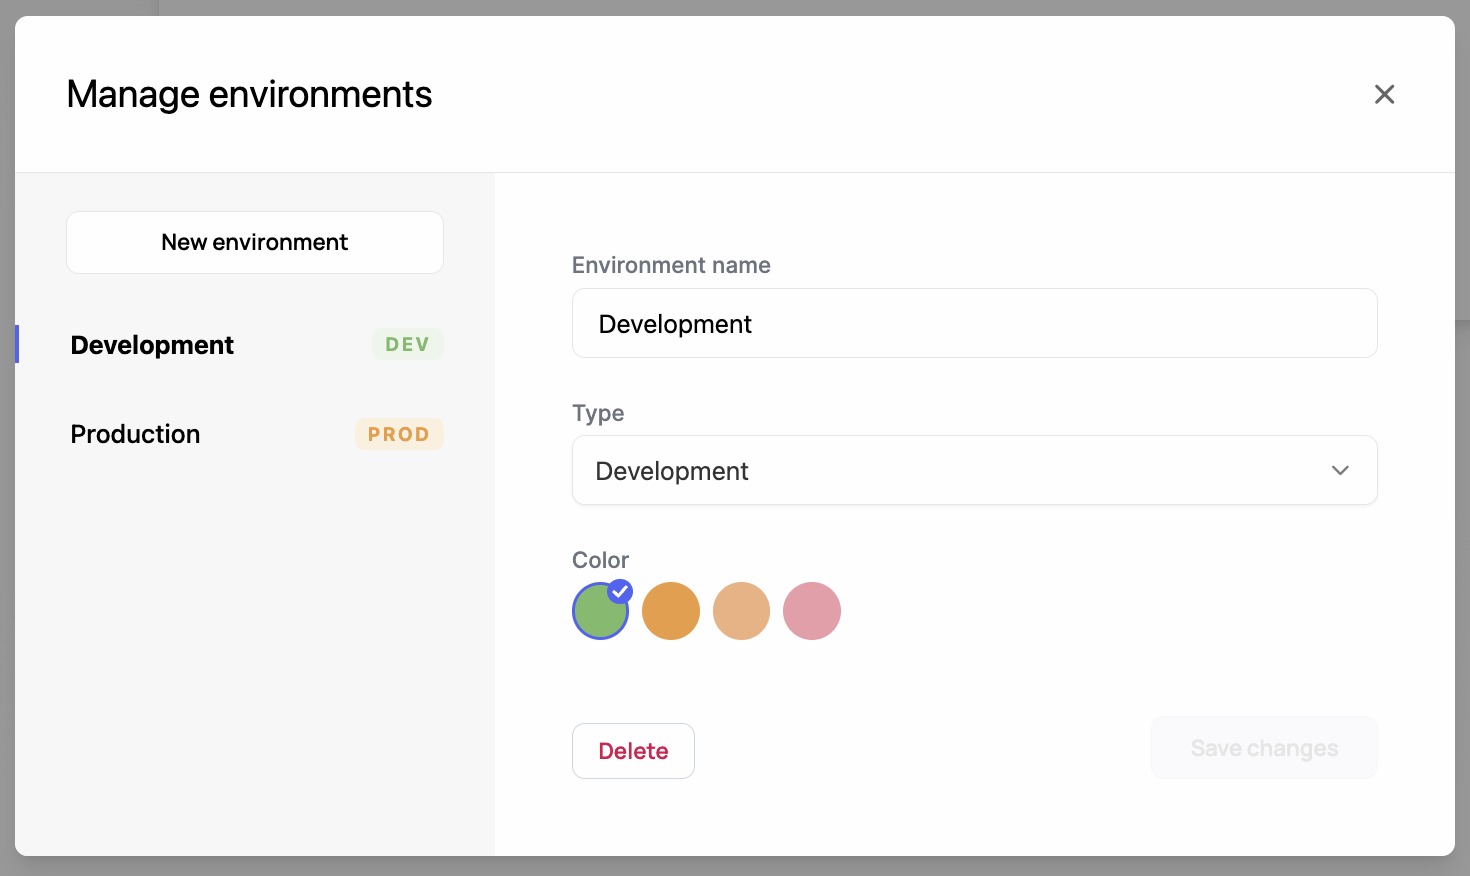 Manage environments
New environment
Development DEV
Production PROD
Environment name
Development
Type
Development
Color
Delete
Save changes